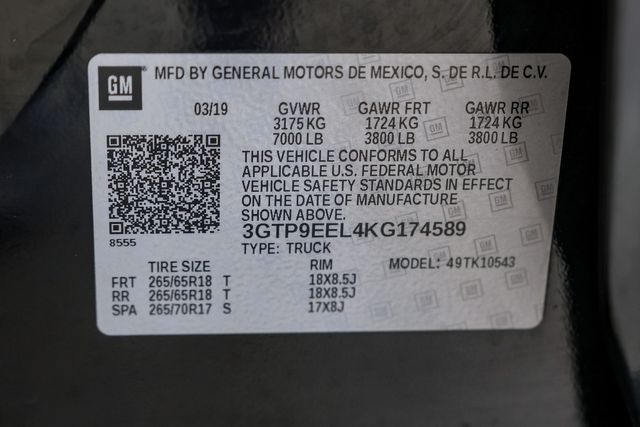 GM MFD BY GENERAL MOTORS DE MEXICO, S. DE R.L. DE C.V.
03/19 GVWR GAWR FRT GAWR RR
3175 KG 1724 KG 1724 KG
7000 LB 3800 LB 3800 LB
THIS VEHICLE CONFORMS TO ALL
APPLICABLE U.S. FEDERAL MOTOR
VEHICLE SAFETY STANDARDS IN EFFECT
ON THE DATE OF MANUFACTURE
SHOWN ABOVE.
3GTP9EEL4KG174589
8555
TYPE: TRUCK
TIRE SIZE RIM MODEL: 49TK10543
FRT 265/65R18 T 18X8.5J
RR 265/65R18 T 18X8.5J
SPA 265/70R17 S 17X8J